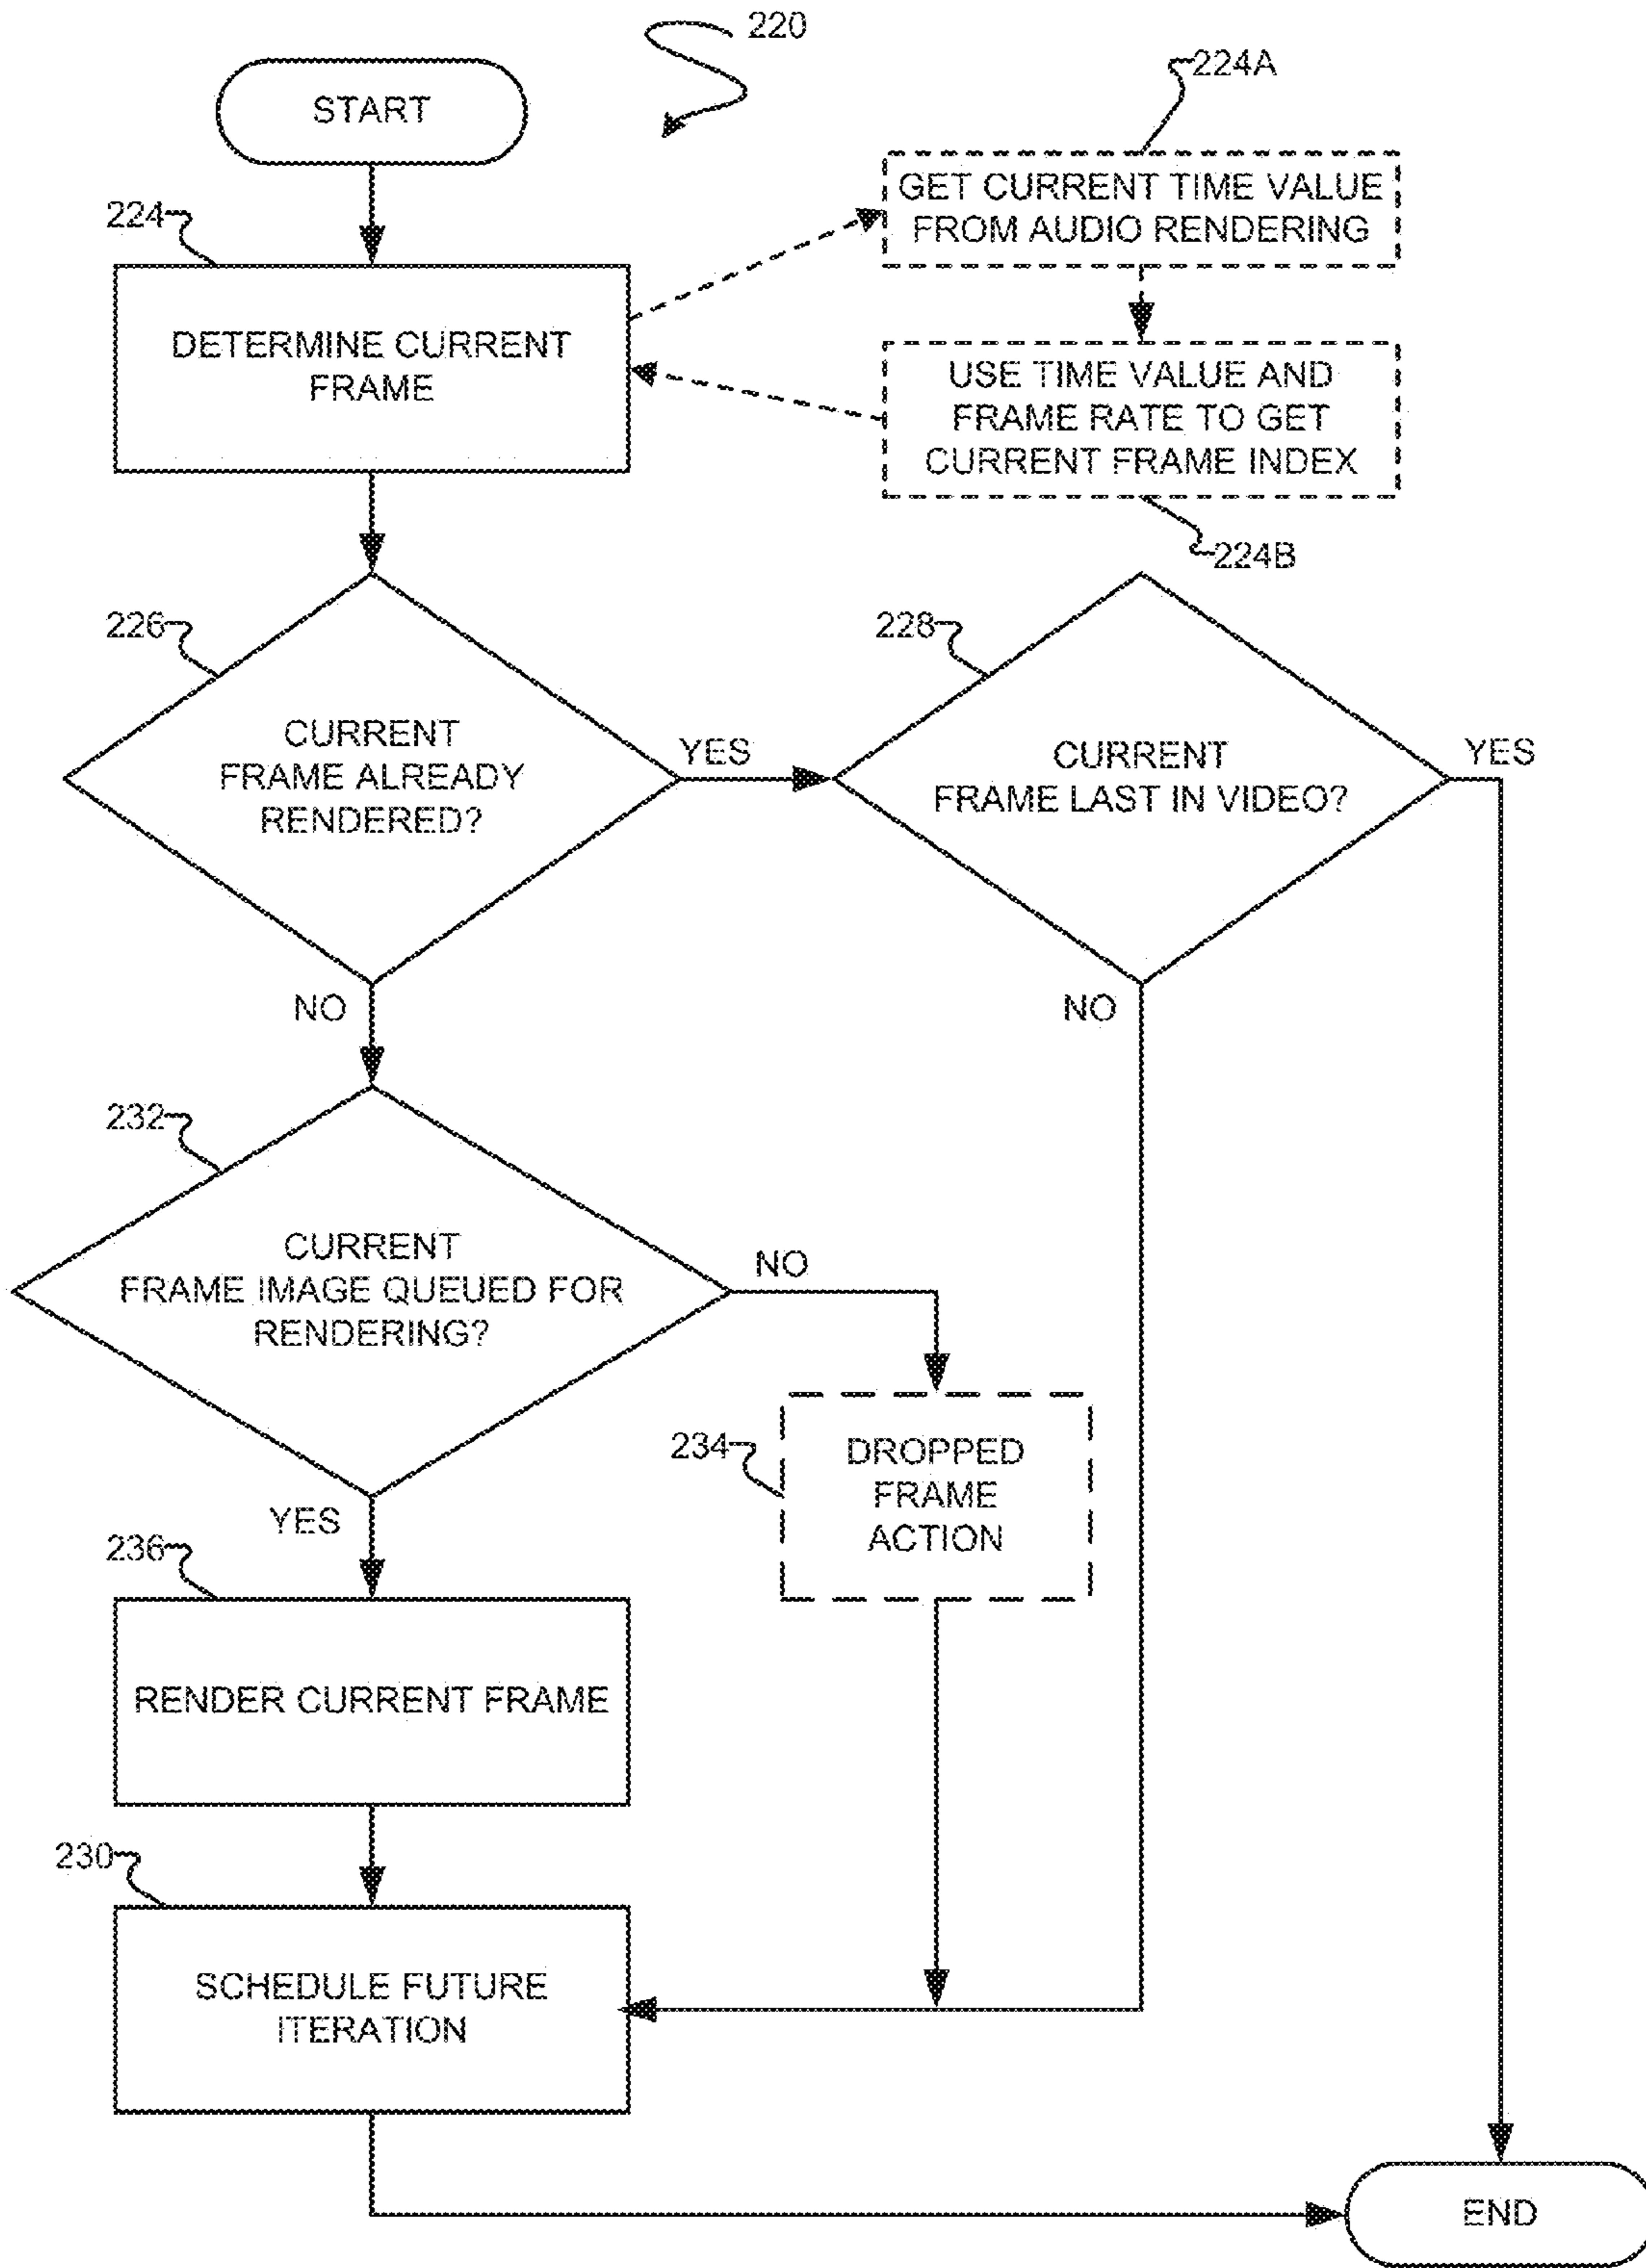 220
START
224A
GET CURRENT TIME VALUE
FROM AUDIO RENDERING
224
DETERMINE CURRENT
FRAME
USE TIME VALUE AND
FRAME RATE TO GET
CURRENT FRAME INDEX
224B
226
CURRENT
FRAME ALREADY
RENDERED?
YES
NO
228
CURRENT
FRAME LAST IN VIDEO?
YES
NO
232
CURRENT
FRAME IMAGE QUEUED FOR
RENDERING?
NO
YES
234
DROPPED
FRAME
ACTION
236
RENDER CURRENT FRAME
230
SCHEDULE FUTURE
ITERATION
END